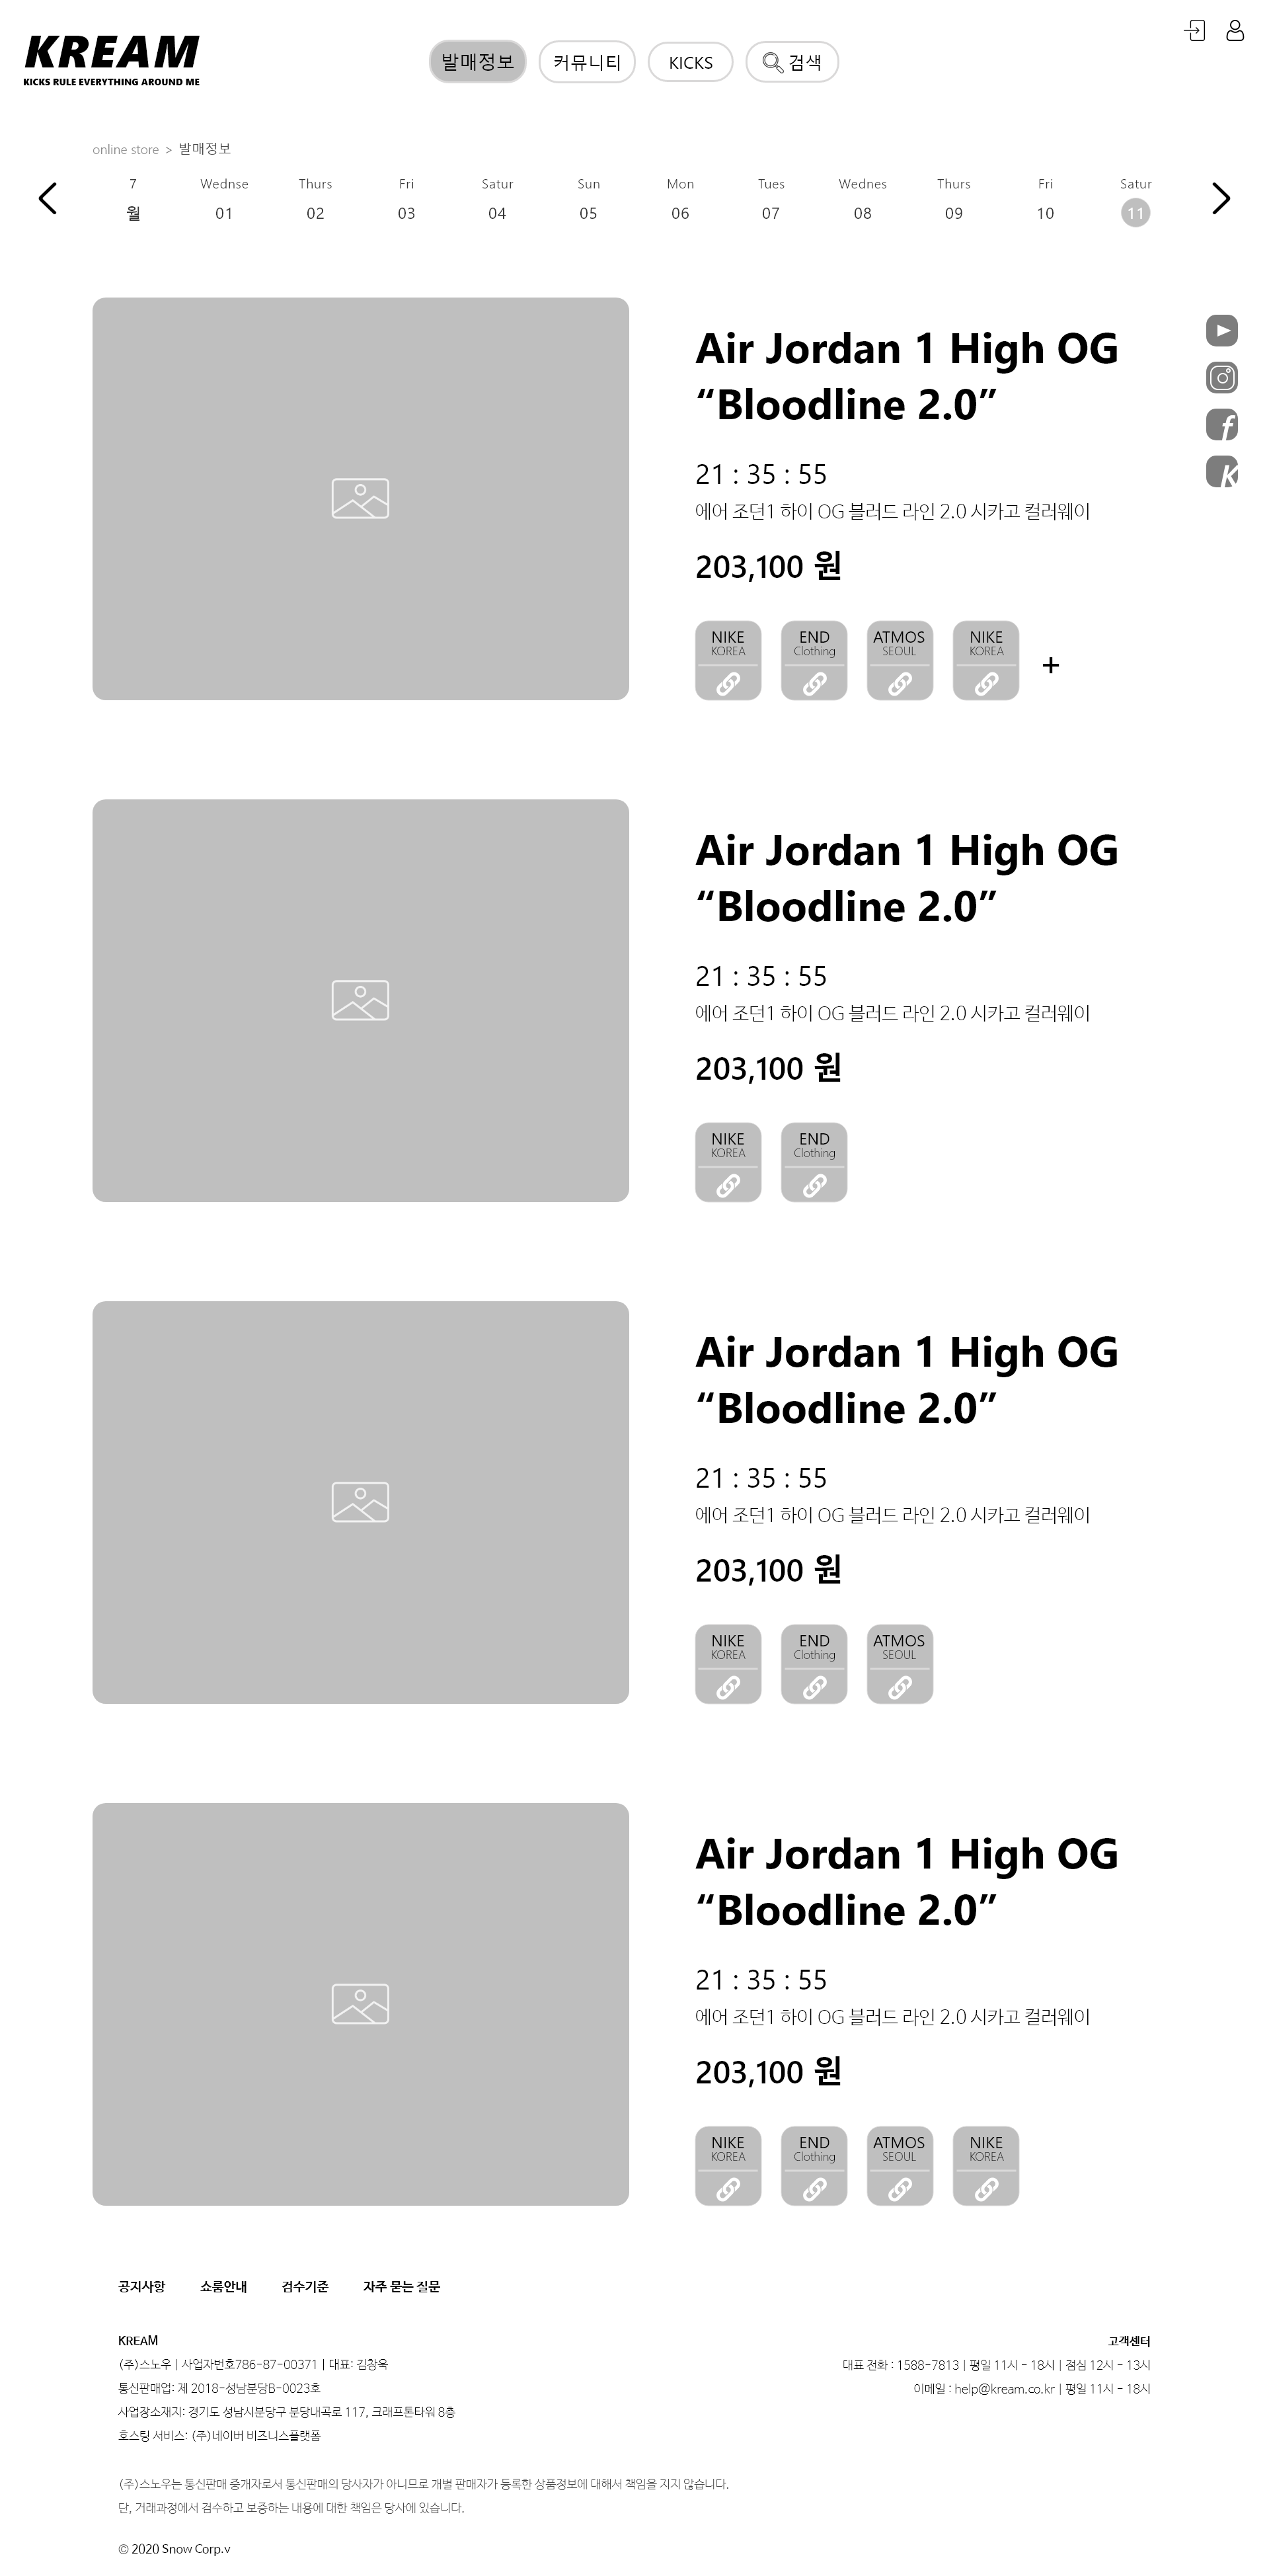 KREAM
KICKS RULE EVERYTHING AROUND ME
발매정보 커뮤니티 KICKS 검색
online store > 발매정보
7 Wednse Thurs Fri Satur Sun Mon Tues Wednes Thurs Fri Satur
월 01 02 03 04 05 06 07 08 09 10 11
Air Jordan 1 High OG
“Bloodline 2.0”
21 : 35 : 55
에어 조던1 하이 OG 블러드 라인 2.0 시카고 컬러웨이
203,100 원
NIKE END ATMOS NIKE
KOREA Clothing SEOUL KOREA
+
f
K
Air Jordan 1 High OG
“Bloodline 2.0”
21 : 35 : 55
에어 조던1 하이 OG 블러드 라인 2.0 시카고 컬러웨이
203,100 원
NIKE END
KOREA Clothing
Air Jordan 1 High OG
“Bloodline 2.0”
21 : 35 : 55
에어 조던1 하이 OG 블러드 라인 2.0 시카고 컬러웨이
203,100 원
NIKE END ATMOS
KOREA Clothing SEOUL
Air Jordan 1 High OG
“Bloodline 2.0”
21 : 35 : 55
에어 조던1 하이 OG 블러드 라인 2.0 시카고 컬러웨이
203,100 원
NIKE END ATMOS NIKE
KOREA Clothing SEOUL KOREA
공지사항 쇼룸안내 검수기준 자주 묻는 질문
KREAM
(주)스노우 | 사업자번호786-87-00371 | 대표: 김창욱
통신판매업: 제 2018-성남분당B-0023호
사업장소재지: 경기도 성남시분당구 분당내곡로 117, 크래프톤타워 8층
호스팅 서비스: (주)네이버 비즈니스플랫폼
고객센터
대표 전화 : 1588-7813 | 평일 11시 - 18시 | 점심 12시 - 13시
이메일 : help@kream.co.kr | 평일 11시 - 18시
(주)스노우는 통신판매 중개자로서 통신판매의 당사자가 아니므로 개별 판매자가 등록한 상품정보에 대해서 책임을 지지 않습니다.
단, 거래과정에서 검수하고 보증하는 내용에 대한 책임은 당사에 있습니다.
© 2020 Snow Corp.v